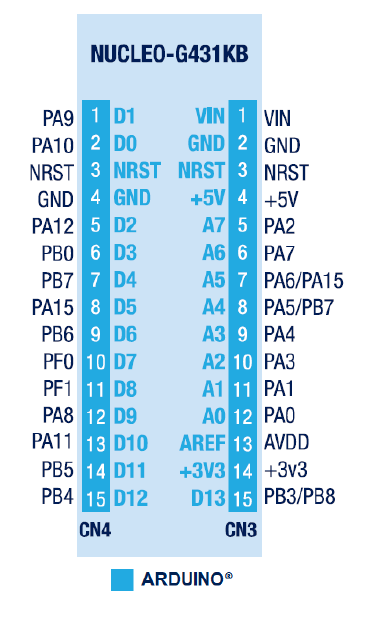 NUCLEO-G431KB
PA9 1 D1 VIN 1 VIN
PA10 2 D0 GND 2 GND
NRST 3 NRST NRST 3 NRST
GND 4 GND +5V 4 +5V
PA12 5 D2 A7 5 PA2
PB0 6 D3 A6 6 PA7
PB7 7 D4 A5 7 PA6/PA15
PA15 8 D5 A4 8 PA5/PB7
PB6 9 D6 A3 9 PA4
PF0 10 D7 A2 10 PA3
PF1 11 D8 A1 11 PA1
PA8 12 D9 A0 12 PA0
PA11 13 D10 AREF 13 AVDD
PB5 14 D11 +3V3 14 +3v3
PB4 15 D12 D13 15 PB3/PB8
CN4 CN3
ARDUINO®